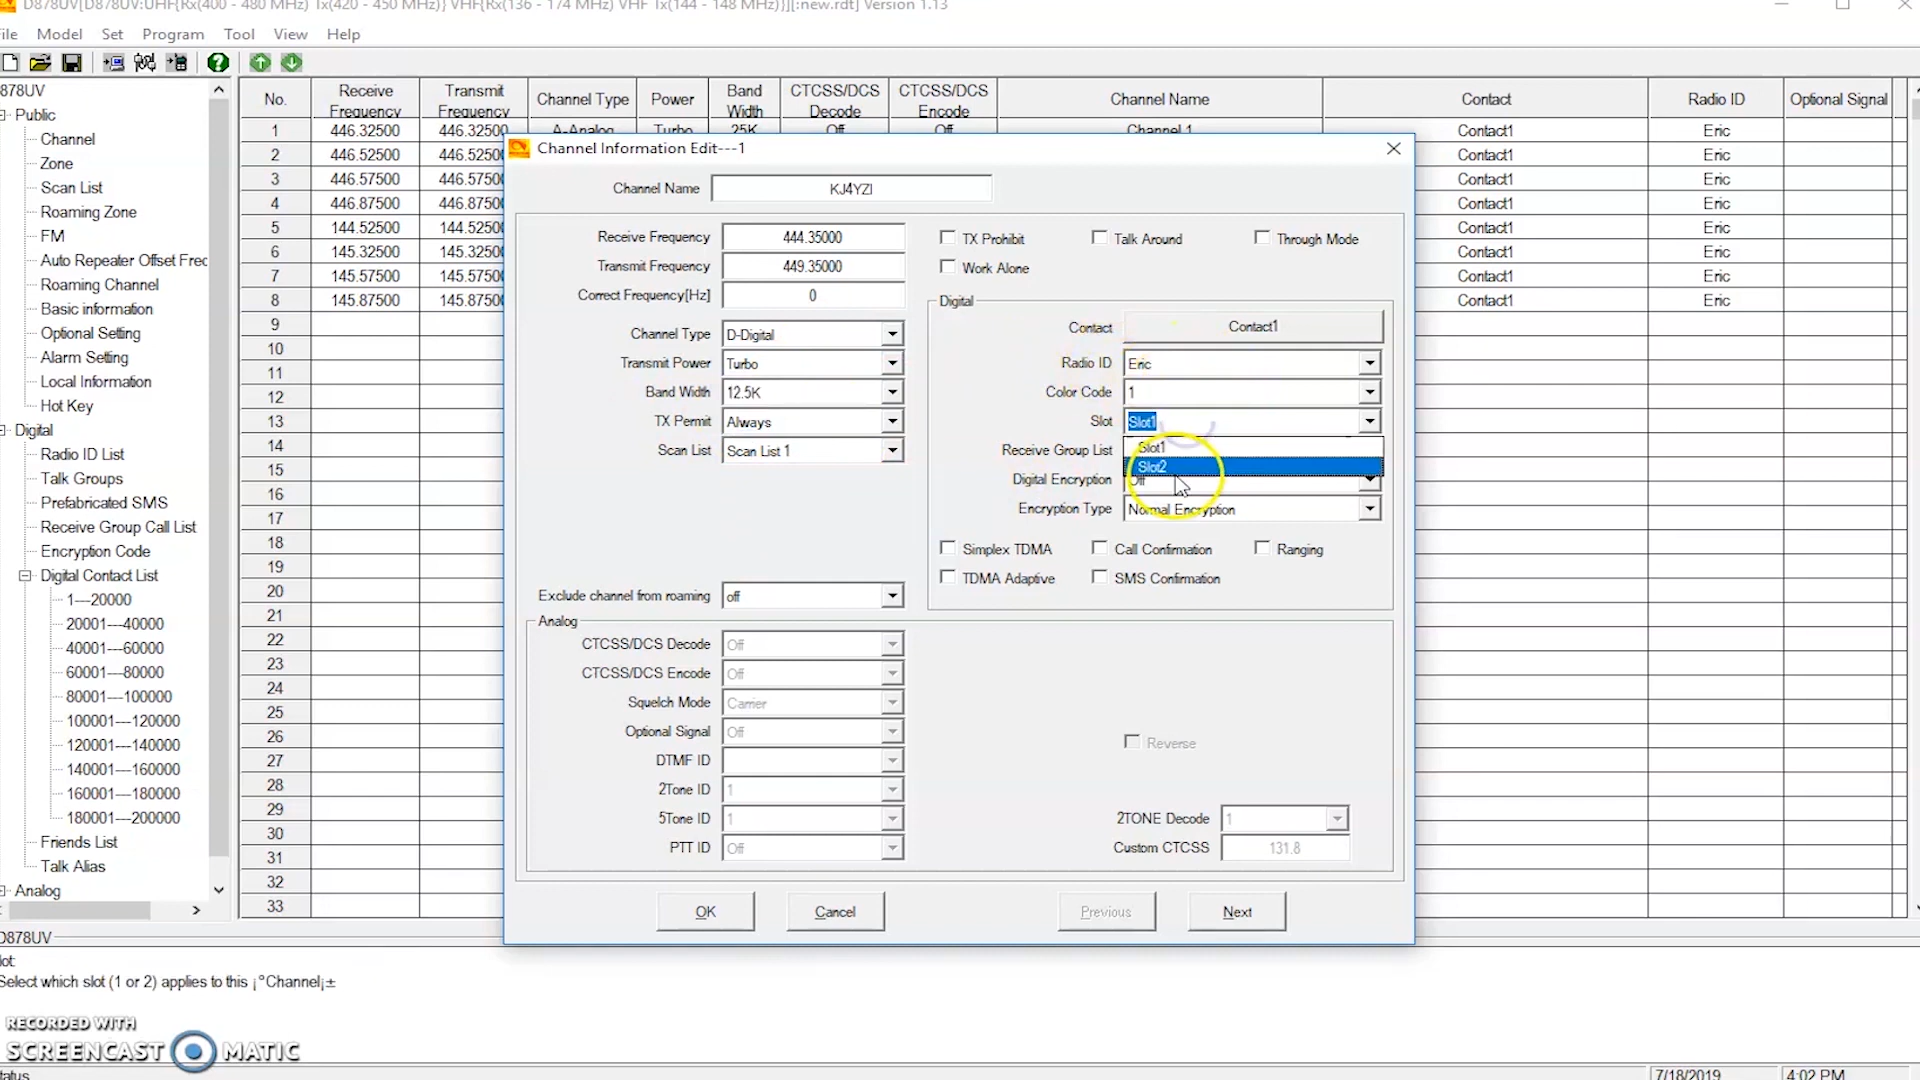 D878UV[D878UV:UHF{Rx(400 - 480 MHz) Tx(420 - 450 MHz)} VHF{Rx(136 - 174 MHz) VHF Tx(144 - 148 MHz)}][:new.rdt] Version 1.13
ile Model Set Program Tool View Help
878UV
Public
Channel
Zone
Scan List
Roaming Zone
FM
Auto Repeater Offset Frec
Roaming Channel
Basic information
Optional Setting
Alarm Setting
Local Information
Hot Key
Digital
Radio ID List
Talk Groups
Prefabricated SMS
Receive Group Call List
Encryption Code
Digital Contact List
1---20000
20001---40000
40001---60000
60001---80000
80001---100000
100001---120000
120001---140000
140001---160000
160001---180000
180001---200000
Friends List
Talk Alias
Analog
No. Receive Frequency Transmit Frequency Channel Type Power Band Width CTCSS/DCS Decode CTCSS/DCS Encode Channel Name Contact Radio ID Optional Signal
1 446.32500 446.32500 A-Analog Turbo 25K Off Off Channel 1 Contact1 Eric
2 446.52500 446.5250 Contact1 Eric
3 446.57500 446.5750 Contact1 Eric
4 446.87500 446.8750 Contact1 Eric
5 144.52500 144.5250 Contact1 Eric
6 145.32500 145.3250 Contact1 Eric
7 145.57500 145.5750 Contact1 Eric
8 145.87500 145.8750 Contact1 Eric
9
10
11
12
13
14
15
16
17
18
19
20
21
22
23
24
25
26
27
28
29
30
31
32
33
Channel Information Edit---1
Channel Name KJ4YZI
Receive Frequency 444.35000
Transmit Frequency 449.35000
Correct Frequency[Hz] 0
Channel Type D-Digital
Transmit Power Turbo
Band Width 12.5K
TX Permit Always
Scan List Scan List 1
Exclude channel from roaming off
TX Prohibit Talk Around Through Mode
Work Alone
Digital
Contact Contact1
Radio ID Eric
Color Code 1
Slot Slot1
Slot1
Slot2
Receive Group List
Digital Encryption Off
Encryption Type Normal Encryption
Simplex TDMA Call Confirmation Ranging
TDMA Adaptive SMS Confirmation
Analog
CTCSS/DCS Decode Off
CTCSS/DCS Encode Off
Squelch Mode Carrier
Optional Signal Off
DTMF ID
2Tone ID 1
5Tone ID 1
PTT ID Off
Reverse
2TONE Decode 1
Custom CTCSS 131.8
OK Cancel Previous Next
D878UV
lot:
Select which slot (1 or 2) applies to this ¡°Channel¡±
RECORDED WITH
SCREENCAST MATIC
tatus 7/18/2019 4:02 PM